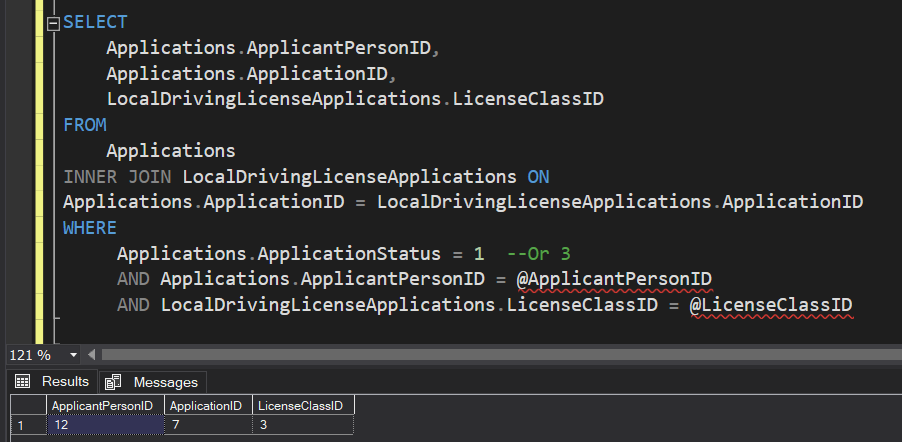 SELECT
Applications.ApplicantPersonID,
Applications.ApplicationID,
LocalDrivingLicenseApplications.LicenseClassID
FROM
Applications
INNER JOIN LocalDrivingLicenseApplications ON
Applications.ApplicationID = LocalDrivingLicenseApplications.ApplicationID
WHERE
Applications.ApplicationStatus = 1 --Or 3
AND Applications.ApplicantPersonID = @ApplicantPersonID
AND LocalDrivingLicenseApplications.LicenseClassID = @LicenseClassID
121 %
Results Messages
ApplicantPersonID ApplicationID LicenseClassID
1 12 7 3